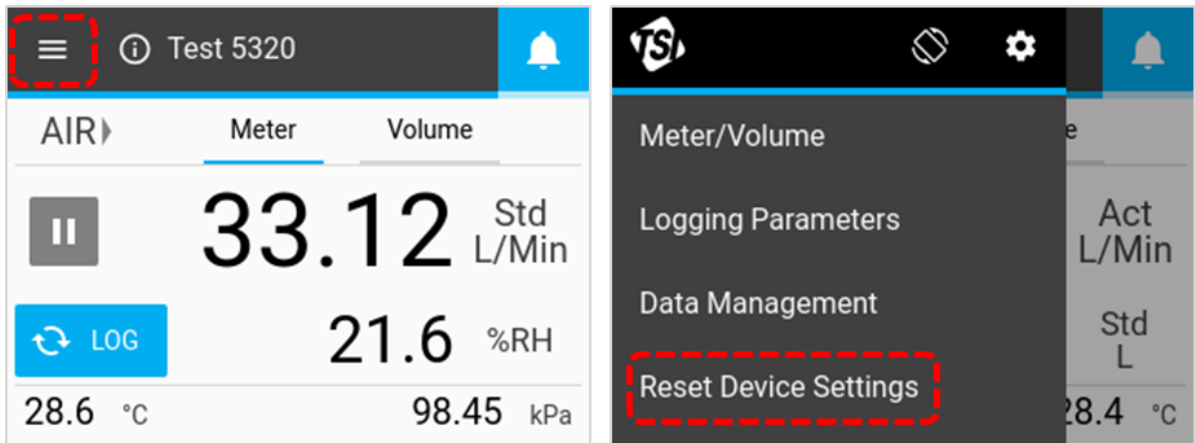 Test 5320
AIR
Meter
Volume
33.12
Std
L/Min
LOG
21.6
%RH
28.6 °C
98.45 kPa
TSI
Meter/Volume
Logging Parameters
Data Management
Reset Device Settings
e
Act
L/Min
Std
L
28.4 °C